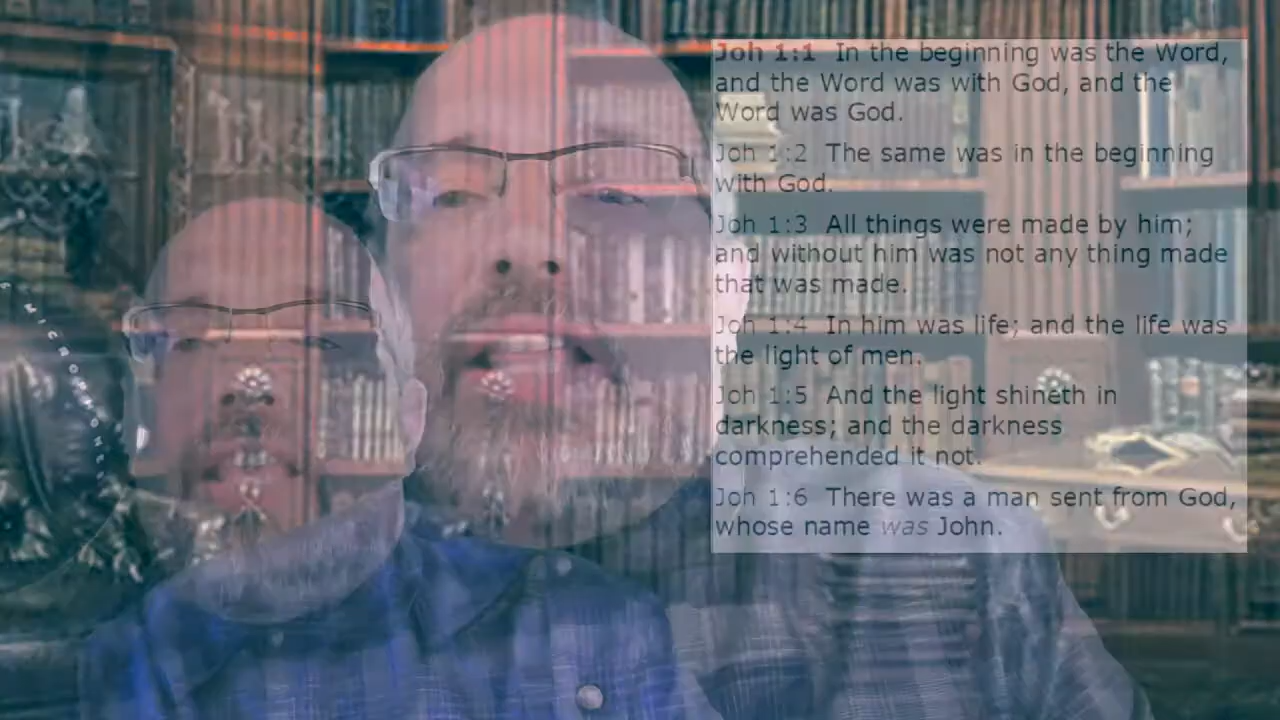 Joh 1:1 In the beginning was the Word,
and the Word was with God, and the
Word was God.
Joh 1:2 The same was in the beginning
with God.
Joh 1:3 All things were made by him;
and without him was not any thing made
that was made.
Joh 1:4 In him was life; and the life was
the light of men.
Joh 1:5 And the light shineth in
darkness; and the darkness
comprehended it not.
Joh 1:6 There was a man sent from God,
whose name was John.